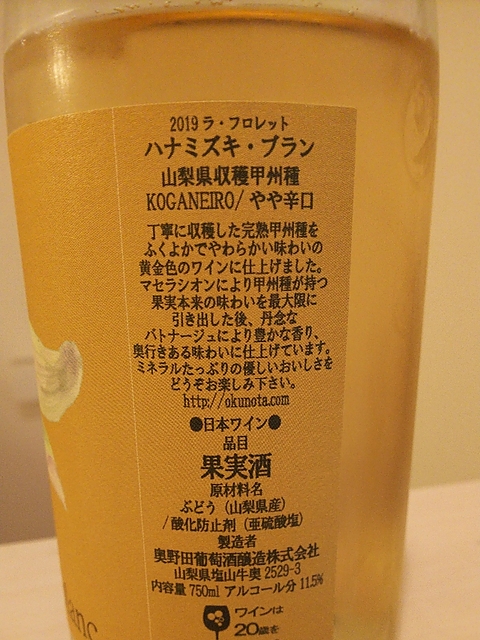 2019 ラ・フロレット
ハナミズキ・ブラン
山梨県収穫甲州種
KOGANEIRO/ やや辛口
丁寧に収穫した完熟甲州種を
ふくよかでやわらかい味わいの
黄金色のワインに仕上げました。
マセラシオンにより甲州種が持つ
果実本来の味わいを最大限に
引き出した後、丹念な
バトナージュにより豊かな香り、
奥行きある味わいに仕上げています。
ミネラルたっぷりの優しいおいしさを
どうぞお楽しみ下さい。
http://okunota.com
●日本ワイン●
品目
果実酒
原材料名
ぶどう（山梨県産）
/酸化防止剤（亜硫酸塩）
製造者
奥野田葡萄酒醸造株式会社
山梨県塩山牛奥 2529-3
内容量 750ml アルコール分 11.5%
ワインは
20歳を